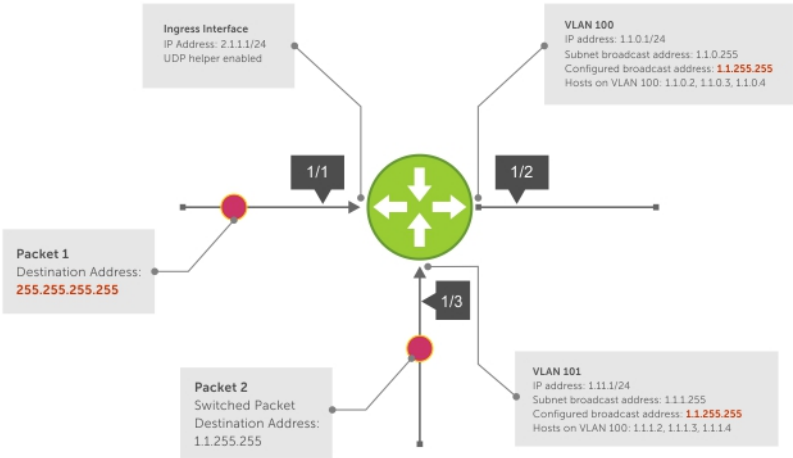 Ingress Interface
IP Address: 2.1.1.1/24
UDP helper enabled
VLAN 100
IP address: 1.1.0.1/24
Subnet broadcast address: 1.1.0.255
Configured broadcast address: 1.1.255.255
Hosts on VLAN 100: 1.1.0.2, 1.1.0.3, 1.1.0.4
1/1
1/2
Packet 1
Destination Address:
255.255.255.255
1/3
Packet 2
Switched Packet
Destination Address:
1.1.255.255
VLAN 101
IP address: 1.11.1/24
Subnet broadcast address: 1.1.1.255
Configured broadcast address: 1.1.255.255
Hosts on VLAN 100: 1.1.1.2, 1.1.1.3, 1.1.1.4